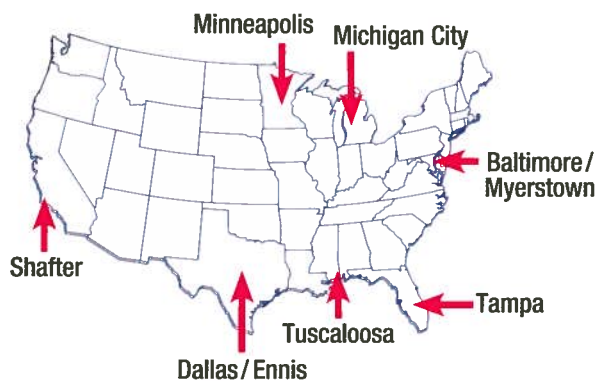 Minneapolis
Michigan City
Baltimore/
Myerstown
Shafter
Tampa
Tuscaloosa
Dallas/Ennis